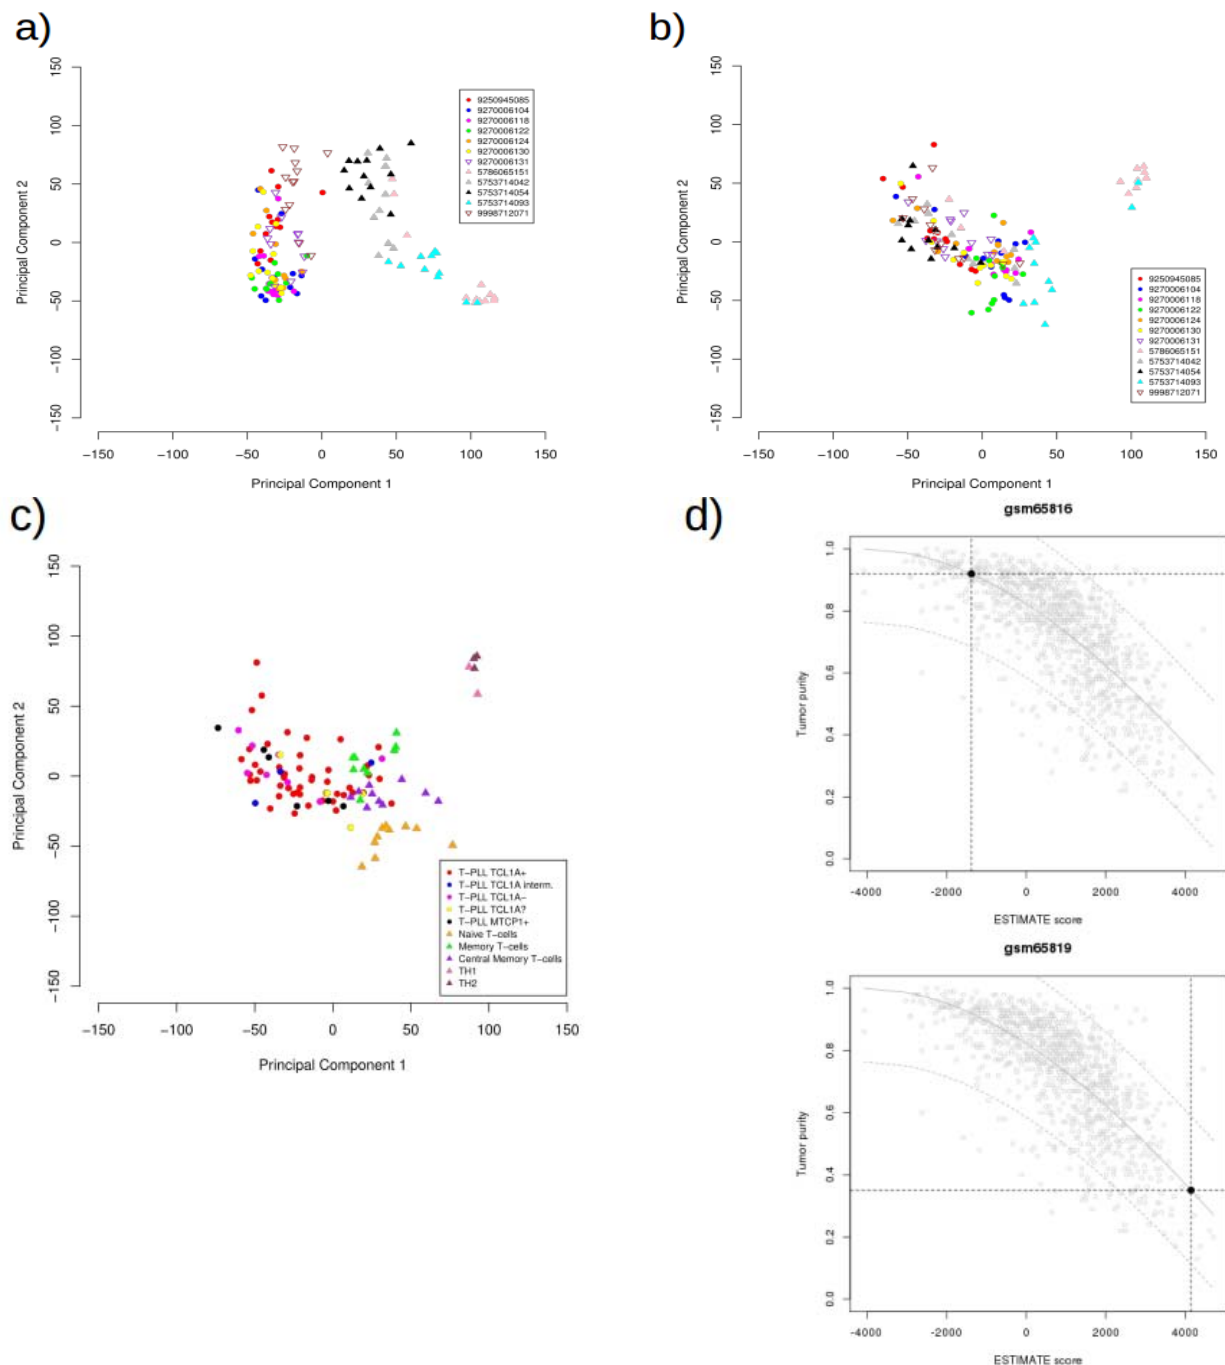 a)
150
100
50
0
−50
−100
−150
Principal Component 2
9250945085
9270006104
9270006118
9270006122
9270006124
9270006130
9270006131
5786065151
5753714042
5753714054
5753714093
9998712071
−150 −100 −50 0 50 100 150
Principal Component 1
b)
150
100
50
0
−50
−100
−150
Principal Component 2
9250945085
9270006104
9270006118
9270006122
9270006124
9270006130
9270006131
5786065151
5753714042
5753714054
5753714093
9998712071
−150 −100 −50 0 50 100 150
Principal Component 1
c)
150
100
50
0
−50
−100
−150
Principal Component 2
T−PLL TCL1A+
T−PLL TCL1A interm.
T−PLL TCL1A−
T−PLL TCL1A?
T−PLL MTCP1+
Naive T−cells
Memory T−cells
Central Memory T−cells
TH1
TH2
−150 −100 −50 0 50 100 150
Principal Component 1
d)
gsm65816
1.0
0.8
0.6
0.4
0.2
0.0
Tumor purity
-4000 -2000 0 2000 4000
ESTIMATE score
gsm65819
1.0
0.8
0.6
0.4
0.2
0.0
Tumor purity
-4000 -2000 0 2000 4000
ESTIMATE score